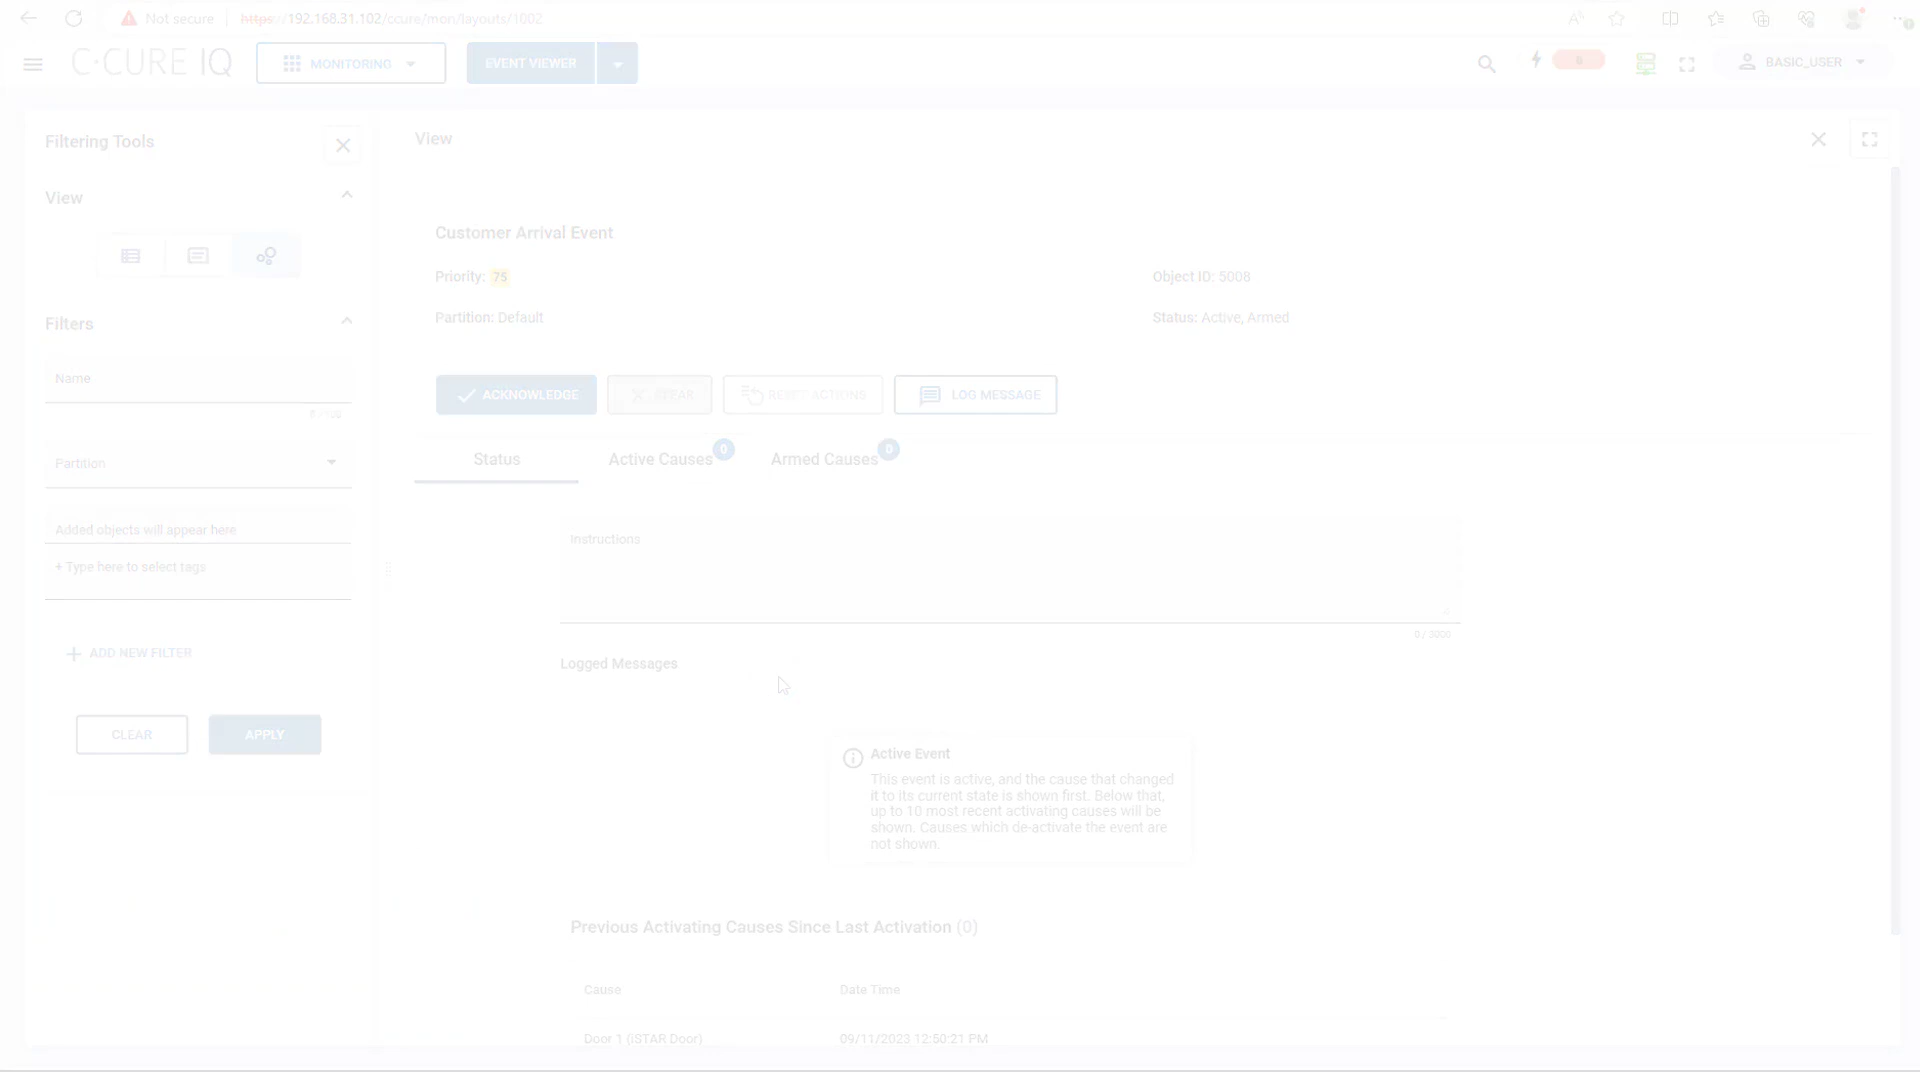 Not secure
https://192.168.31.102/ccure/mon/layouts/1002
C•CURE IQ
MONITORING
EVENT VIEWER
BASIC_USER
Filtering Tools
View
View
Customer Arrival Event
Priority: 75
Object ID: 5008
Partition: Default
Status: Active, Armed
Filters
Name
Partition
Added objects will appear here
+ Type here to select tags
ADD NEW FILTER
CLEAR
APPLY
ACKNOWLEDGE
CLEAR
RESET ACTIONS
LOG MESSAGE
Status
Active Causes 0
Armed Causes 0
Instructions
0 / 3000
Logged Messages
Active Event
This event is active, and the cause that changed
it to its current state is shown first. Below that,
up to 10 most recent activating causes will be
shown. Causes which de-activate the event are
not shown.
Previous Activating Causes Since Last Activation (0)
Cause
Date Time
Door 1 (iSTAR Door)
09/11/2023 12:50:21 PM